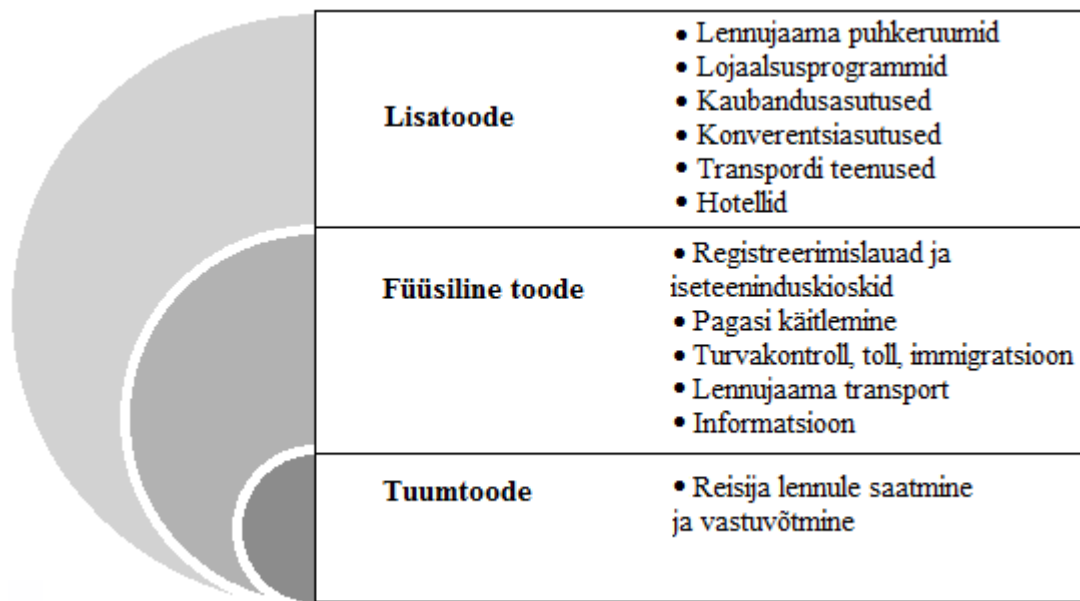 Lisatoode
• Lennujaama puhkeruumid
• Lojaalsusprogrammid
• Kaubandusasutused
• Konverentsiasutused
• Transpordi teenused
• Hotellid
Füüsiline toode
• Registreerimislauad ja
iseteeninduskioskid
• Pagasi käitlemine
• Turvakontroll, toll, immigratsioon
• Lennujaama transport
• Informatsioon
Tuumtoode
• Reisija lennule saatmine
ja vastuvõtmine